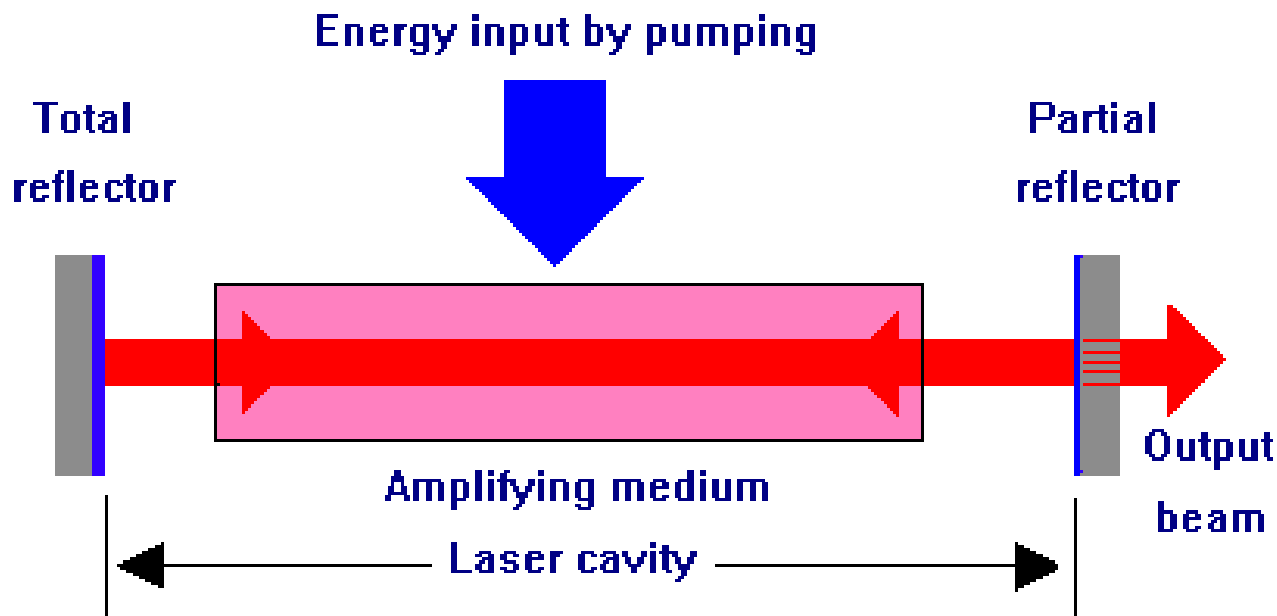 Energy input by pumping
Total
reflector
Partial
reflector
Amplifying medium
Output
beam
Laser cavity